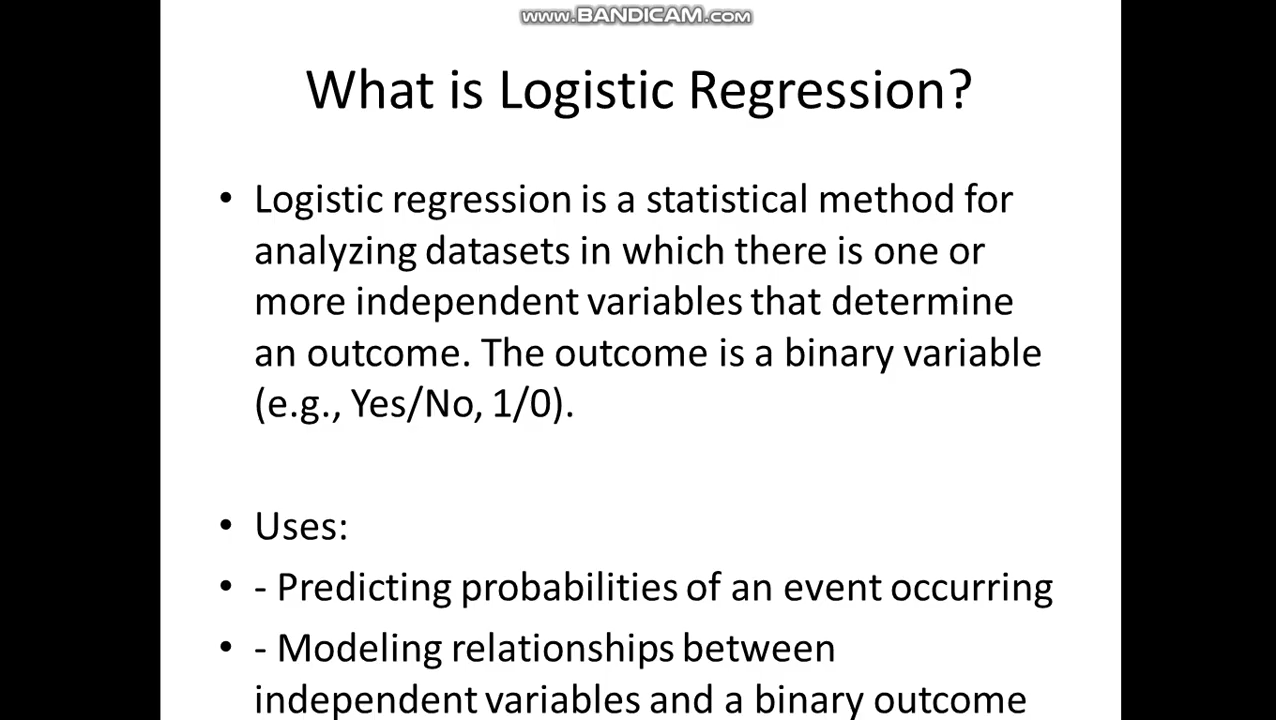 www.BANDICAM.com
What is Logistic Regression?
• Logistic regression is a statistical method for
analyzing datasets in which there is one or
more independent variables that determine
an outcome. The outcome is a binary variable
(e.g., Yes/No, 1/0).
• Uses:
• - Predicting probabilities of an event occurring
• - Modeling relationships between
independent variables and a binary outcome